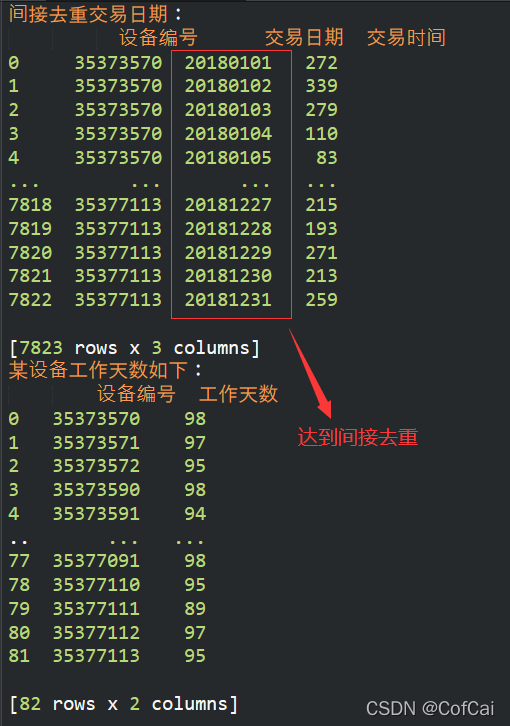 间接去重交易日期：
设备编号 交易日期 交易时间
0 35373570 20180101 272
1 35373570 20180102 339
2 35373570 20180103 279
3 35373570 20180104 110
4 35373570 20180105 83
... ... ... ...
7818 35377113 20181227 215
7819 35377113 20181228 193
7820 35377113 20181229 271
7821 35377113 20181230 213
7822 35377113 20181231 259
[7823 rows x 3 columns]
某设备工作天数如下：
设备编号 工作天数
0 35373570 98
1 35373571 97
达到间接去重
2 35373572 95
3 35373590 98
4 35373591 94
.. ... ...
77 35377091 98
78 35377110 95
79 35377111 89
80 35377112 97
81 35377113 95
[82 rows x 2 columns]
CSDN @CofCai